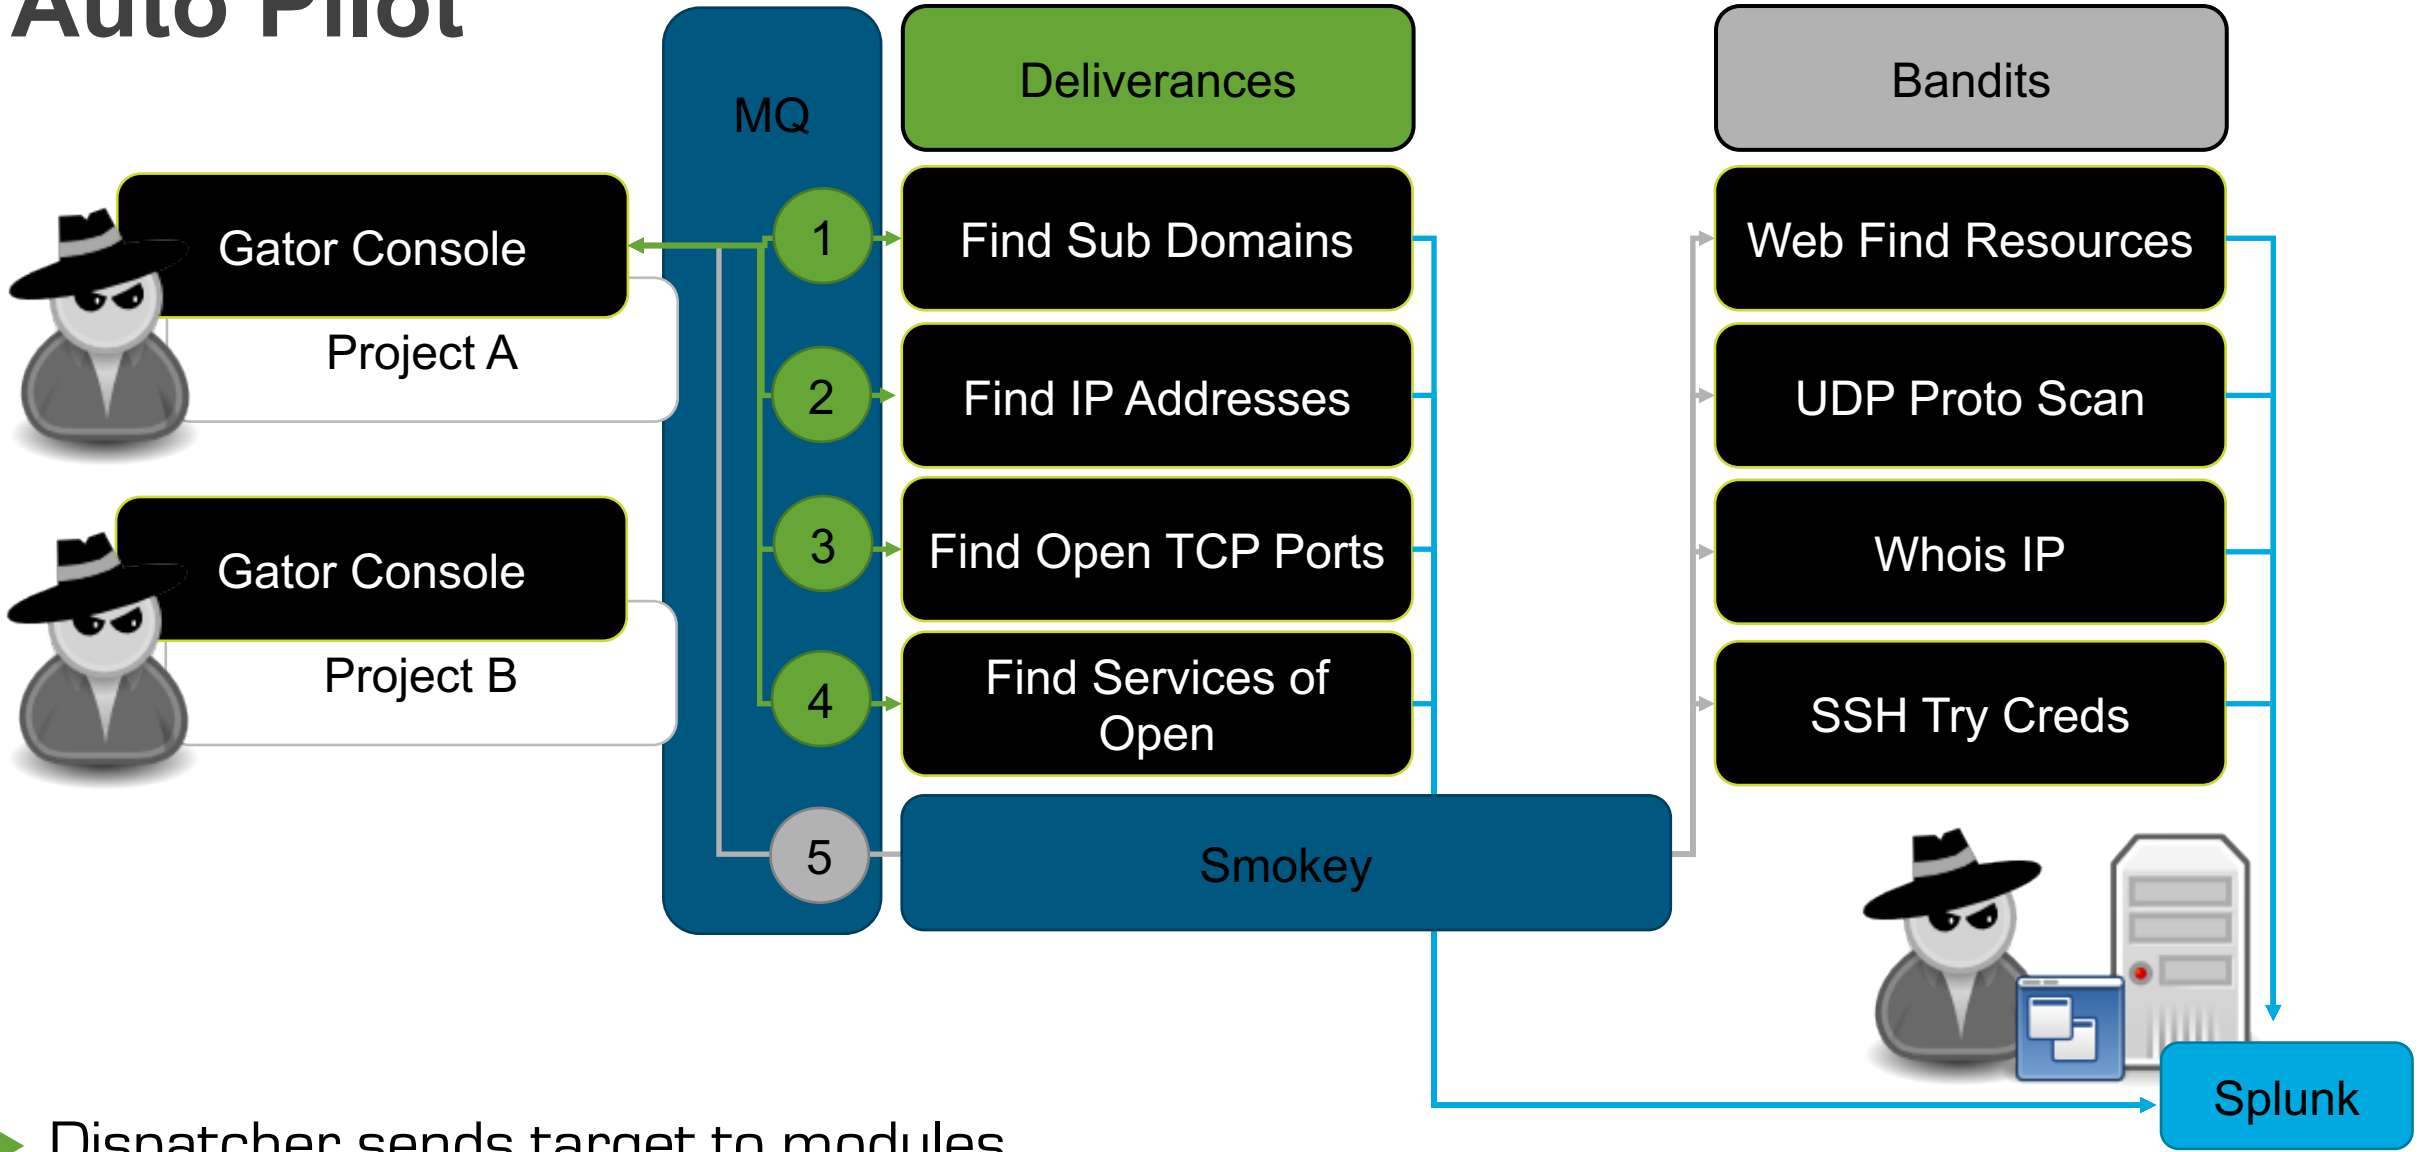 Auto Pilot
MQ
Deliverances
Bandits
Gator Console
Project A
Gator Console
Project B
1
2
3
4
5
Find Sub Domains
Find IP Addresses
Find Open TCP Ports
Find Services of
Open
Smokey
Web Find Resources
UDP Proto Scan
Whois IP
SSH Try Creds
Splunk
Dispatcher sends target to modules